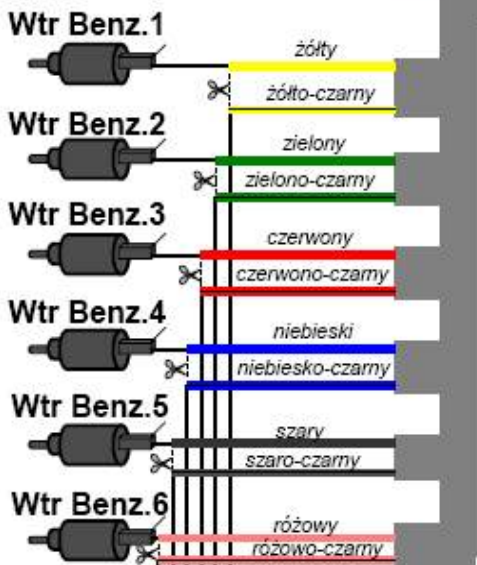 Wtr Benz.1
żółty
żółto-czarny
Wtr Benz.2
zielony
zielono-czarny
Wtr Benz.3
czerwony
czerwono-czarny
Wtr Benz.4
niebieski
niebiesko-czarny
Wtr Benz.5
szary
szaro-czarny
Wtr Benz.6
różowy
różowo-czarny